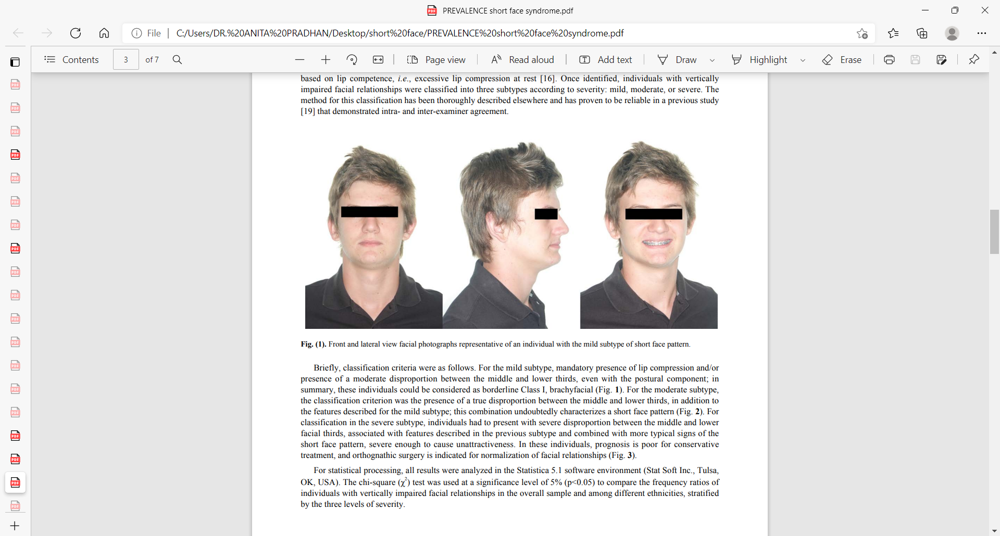 PREVALENCE short face syndrome.pdf
File
C:/Users/DR.%20ANITA%20PRADHAN/Desktop/short%20face/PREVALENCE%20short%20face%20syndrome.pdf
Contents 3 of 7 Page view Read aloud Add text Draw Highlight Erase
based on lip competence, i.e., excessive lip compression at rest [16]. Once identified, individuals with vertically
impaired facial relationships were classified into three subtypes according to severity: mild, moderate, or severe. The
method for this classification has been thoroughly described elsewhere and has proven to be reliable in a previous study
[19] that demonstrated intra- and inter-examiner agreement.
Fig. (1). Front and lateral view facial photographs representative of an individual with the mild subtype of short face pattern.
Briefly, classification criteria were as follows. For the mild subtype, mandatory presence of lip compression and/or
presence of a moderate disproportion between the middle and lower thirds, even with the postural component; in
summary, these individuals could be considered as borderline Class I, brachyfacial (Fig. 1). For the moderate subtype,
the classification criterion was the presence of a true disproportion between the middle and lower thirds, in addition to
the features described for the mild subtype; this combination undoubtedly characterizes a short face pattern (Fig. 2). For
classification in the severe subtype, individuals had to present with severe disproportion between the middle and lower
facial thirds, associated with features described in the previous subtype and combined with more typical signs of the
short face pattern, severe enough to cause unattractiveness. In these individuals, prognosis is poor for conservative
treatment, and orthognathic surgery is indicated for normalization of facial relationships (Fig. 3).
For statistical processing, all results were analyzed in the Statistica 5.1 software environment (Stat Soft Inc., Tulsa,
OK, USA). The chi-square (χ²) test was used at a significance level of 5% (p<0.05) to compare the frequency ratios of
individuals with vertically impaired facial relationships in the overall sample and among different ethnicities, stratified
by the three levels of severity.